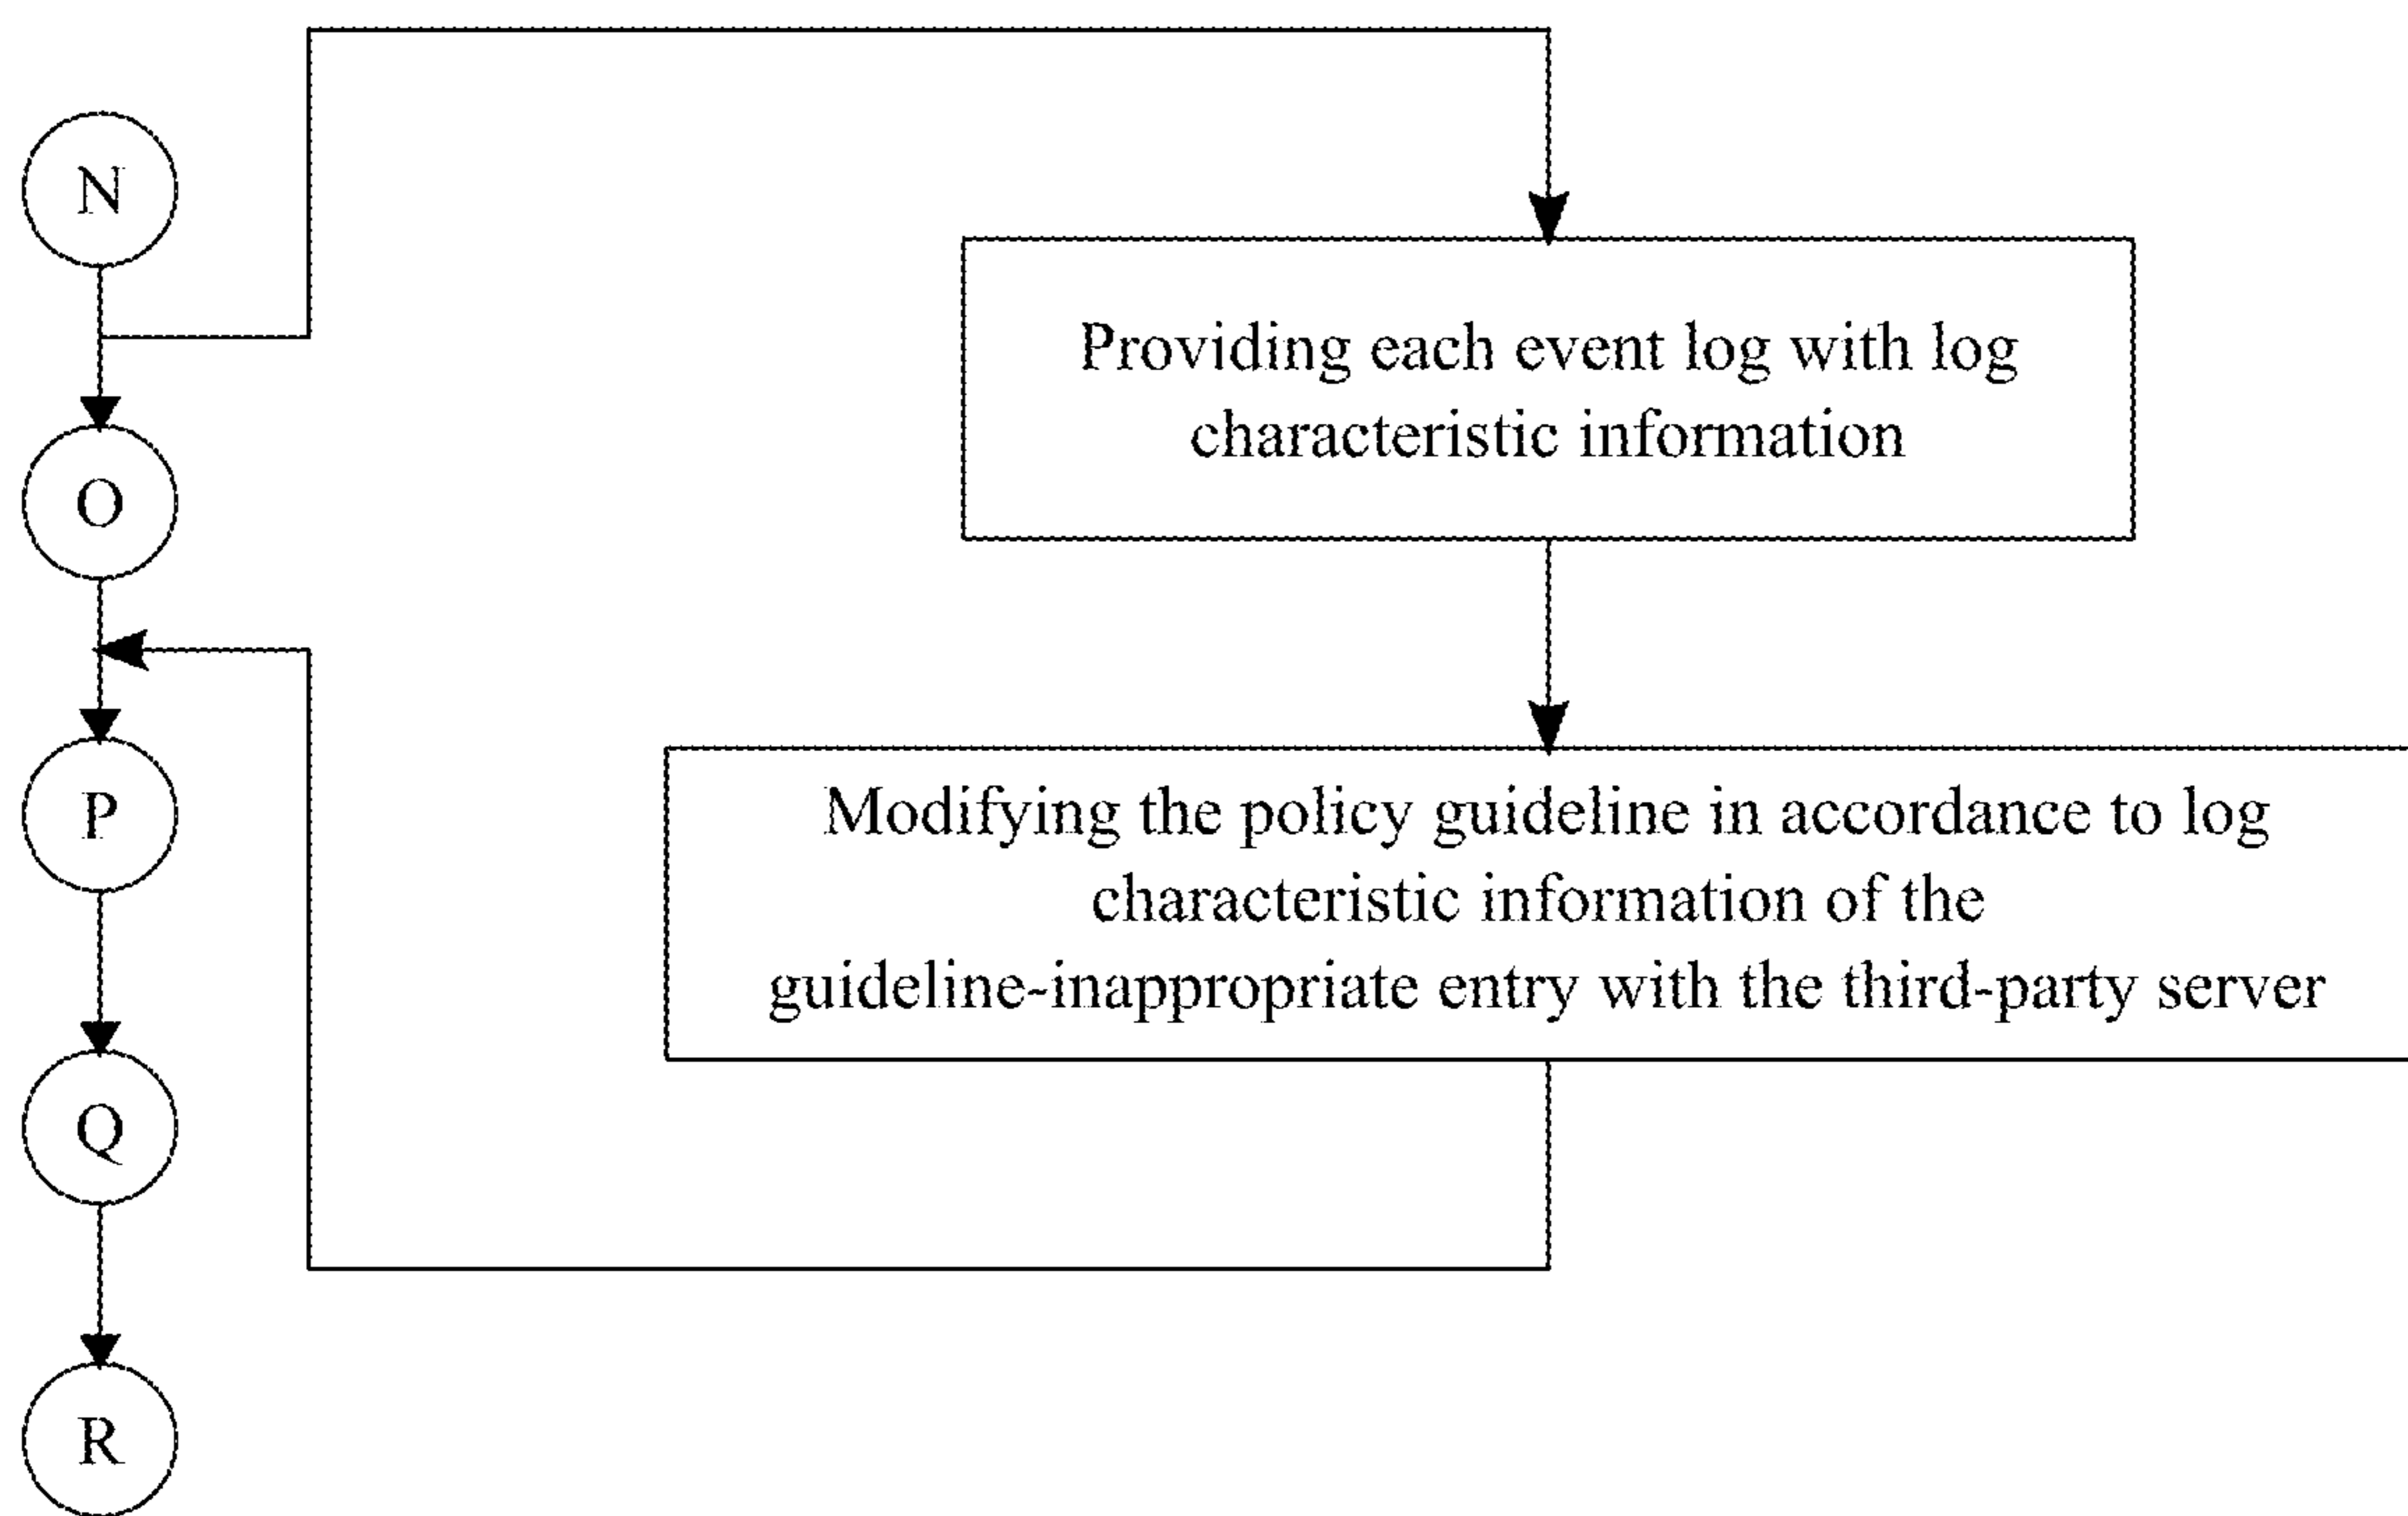 N
O
P
Q
R
Providing each event log with log
characteristic information
Modifying the policy guideline in accordance to log
characteristic information of the
guideline-inappropriate entry with the third-party server